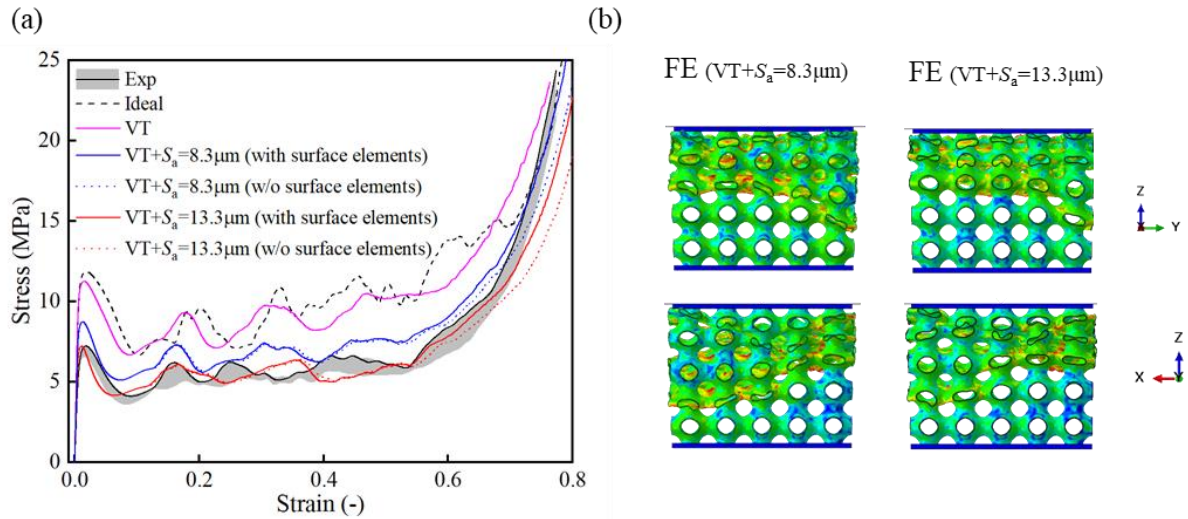 (a)
25
20
15
10
5
0
0.0 0.2 0.4 0.6 0.8
Stress (MPa)
Strain (-)
Exp
Ideal
VT
VT+Sa=8.3μm (with surface elements)
VT+Sa=8.3μm (w/o surface elements)
VT+Sa=13.3μm (with surface elements)
VT+Sa=13.3μm (w/o surface elements)
(b)
FE (VT+Sa=8.3μm)
FE (VT+Sa=13.3μm)
Z
X Y
Z
X Y